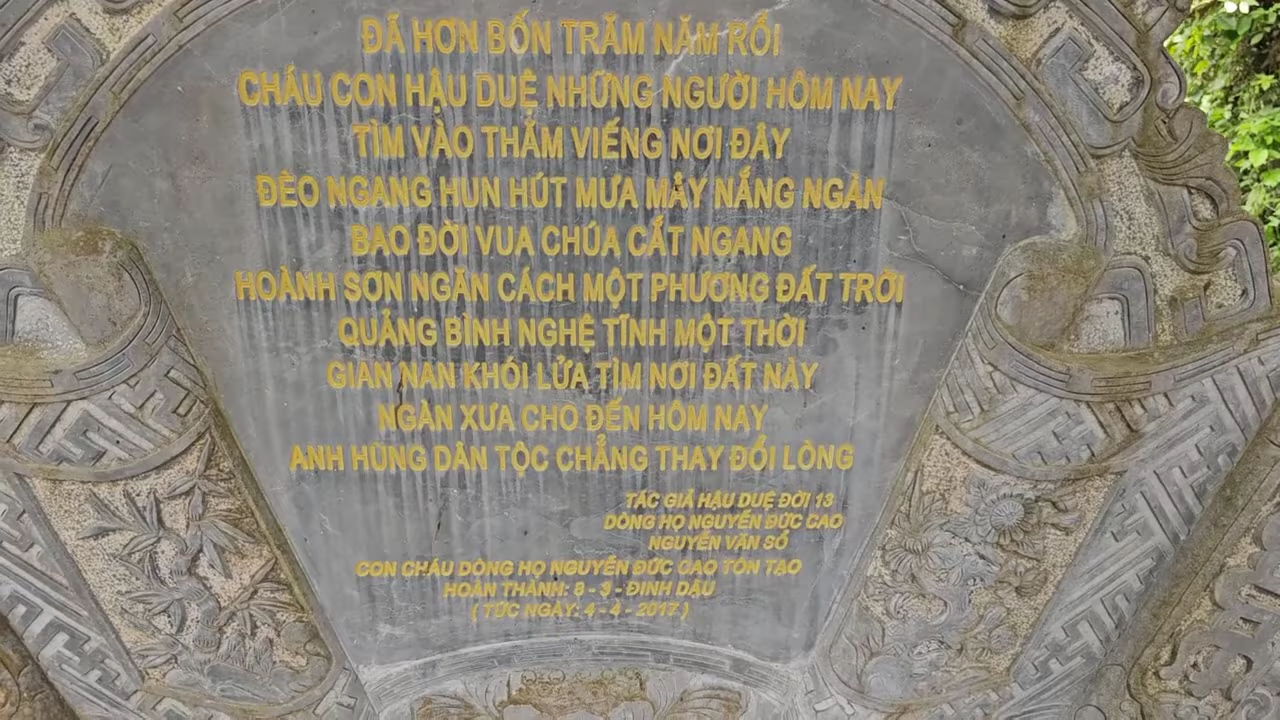 ĐÃ HƠN BỐN TRĂM NĂM RỒI
CHÁU CON HẬU DUỆ NHỮNG NGƯỜI HÔM NAY
TÌM VÀO THĂM VIẾNG NƠI ĐÂY
ĐÈO NGANG HUN HÚT MƯA MÂY NẮNG NGÀN
BAO ĐỜI VUA CHÚA CẮT NGANG
HOÀNH SƠN NGĂN CÁCH MỘT PHƯƠNG ĐẤT TRỜI
QUẢNG BÌNH NGHỆ TĨNH MỘT THỜI
GIAN NAN KHÓI LỬA TÌM NƠI ĐẤT NÀY
NGÀN XƯA CHO ĐẾN HÔM NAY
ANH HÙNG DÂN TỘC CHẲNG THAY ĐỔI LÒNG
TÁC GIẢ HẬU DUỆ ĐỜI 13
DÒNG HỌ NGUYỄN ĐỨC CAO
NGUYỄN VĂN SỔ
CON CHÁU DÒNG HỌ NGUYỄN ĐỨC CAO TÔN TẠO
HOÀN THÀNH: 8 - 3 - ĐINH DẬU
( TỨC NGÀY: 4 - 4 - 2017 )